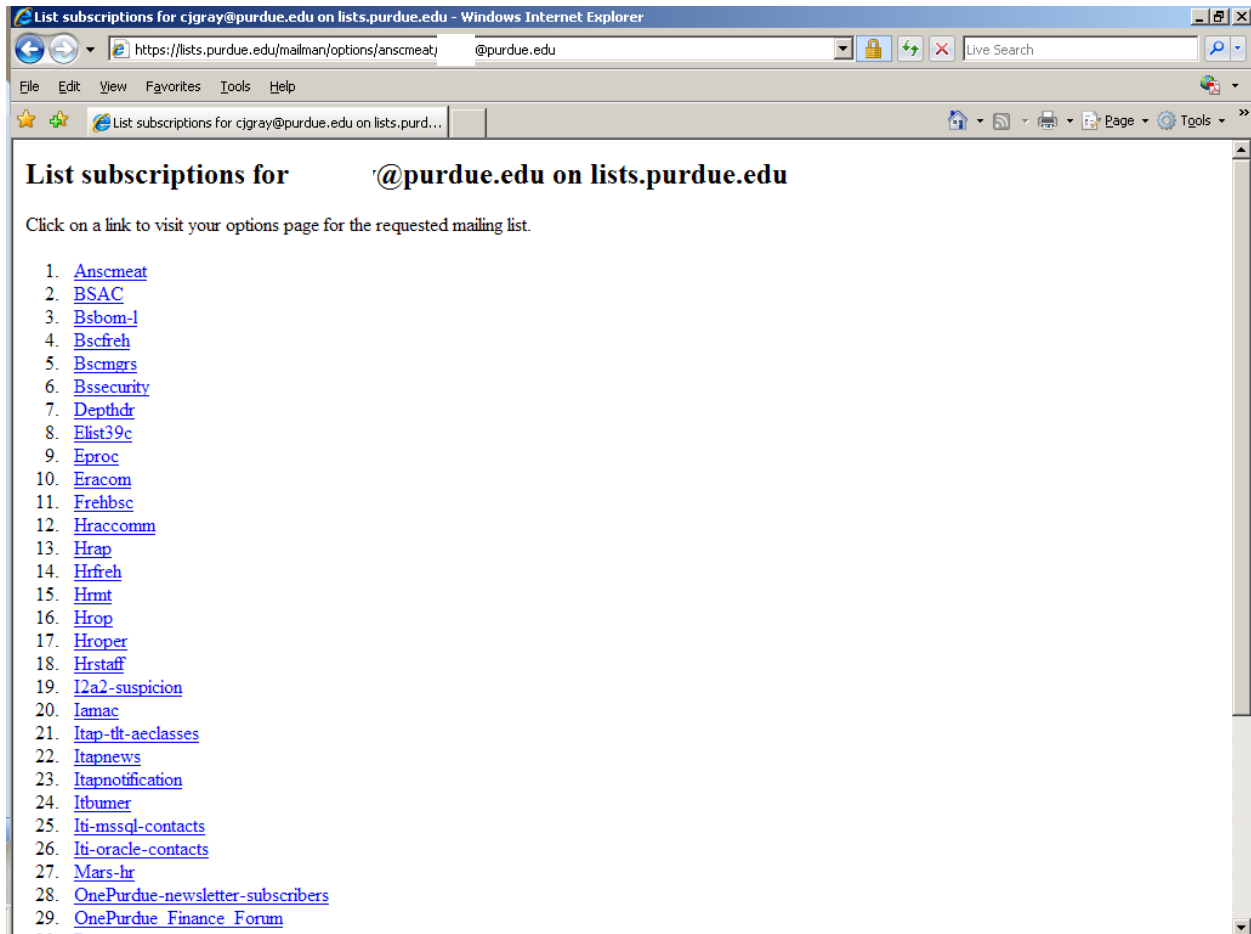 List subscriptions for cjgray@purdue.edu on lists.purdue.edu - Windows Internet Explorer
https://lists.purdue.edu/mailman/options/anscmeat/ @purdue.edu
Live Search
File Edit View Favorites Tools Help
List subscriptions for cjgray@purdue.edu on lists.purd...
Page Tools »
List subscriptions for @purdue.edu on lists.purdue.edu
Click on a link to visit your options page for the requested mailing list.
1. Anscmeat
2. BSAC
3. Bsbom-l
4. Bscfreh
5. Bscmgrs
6. Bssecurity
7. Depthdr
8. Elist39c
9. Eproc
10. Eracom
11. Frehbsc
12. Hraccomm
13. Hrap
14. Hrfreh
15. Hrmt
16. Hrop
17. Hroper
18. Hrstaff
19. I2a2-suspicion
20. Iamac
21. Itap-tlt-aeclasses
22. Itapnews
23. Itapnotification
24. Itbumer
25. Iti-mssql-contacts
26. Iti-oracle-contacts
27. Mars-hr
28. OnePurdue-newsletter-subscribers
29. OnePurdue_Finance_Forum